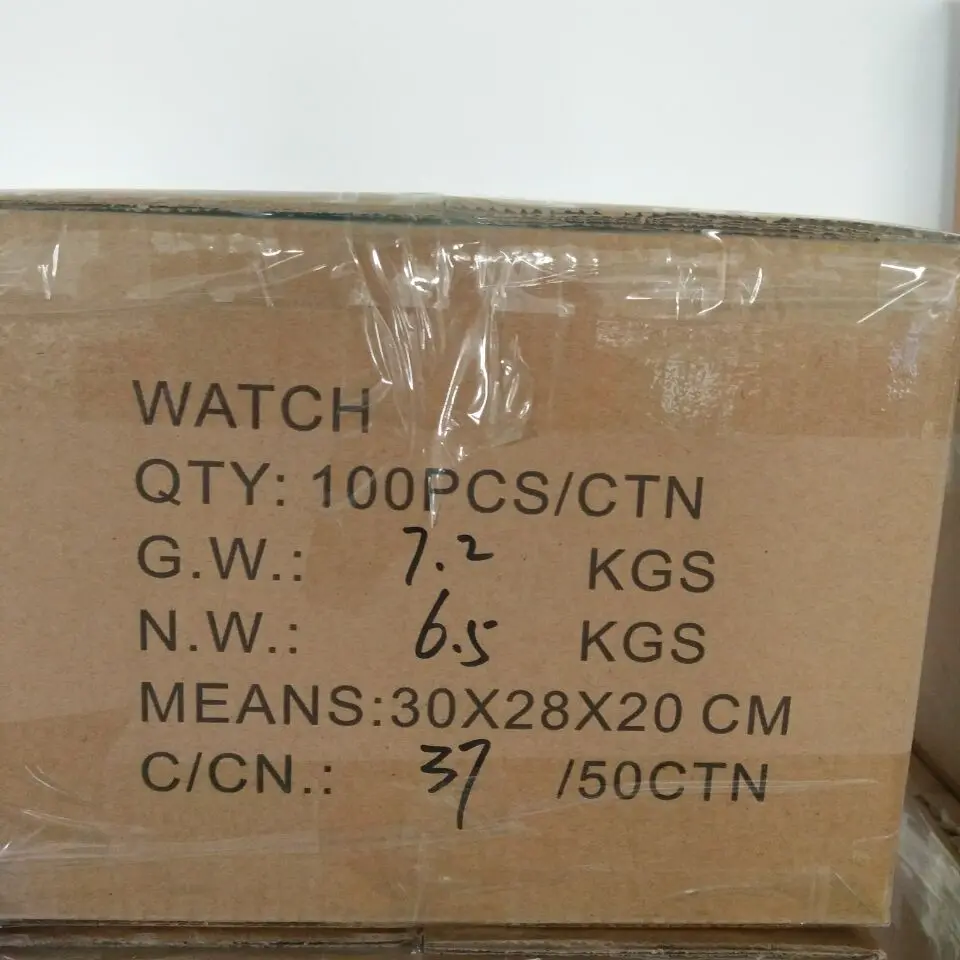 WATCH
QTY: 100PCS/CTN
G.W.: 7.2 KGS
N.W.: 6.5 KGS
MEANS:30X28X20 CM
C/CN.: 37 /50CTN